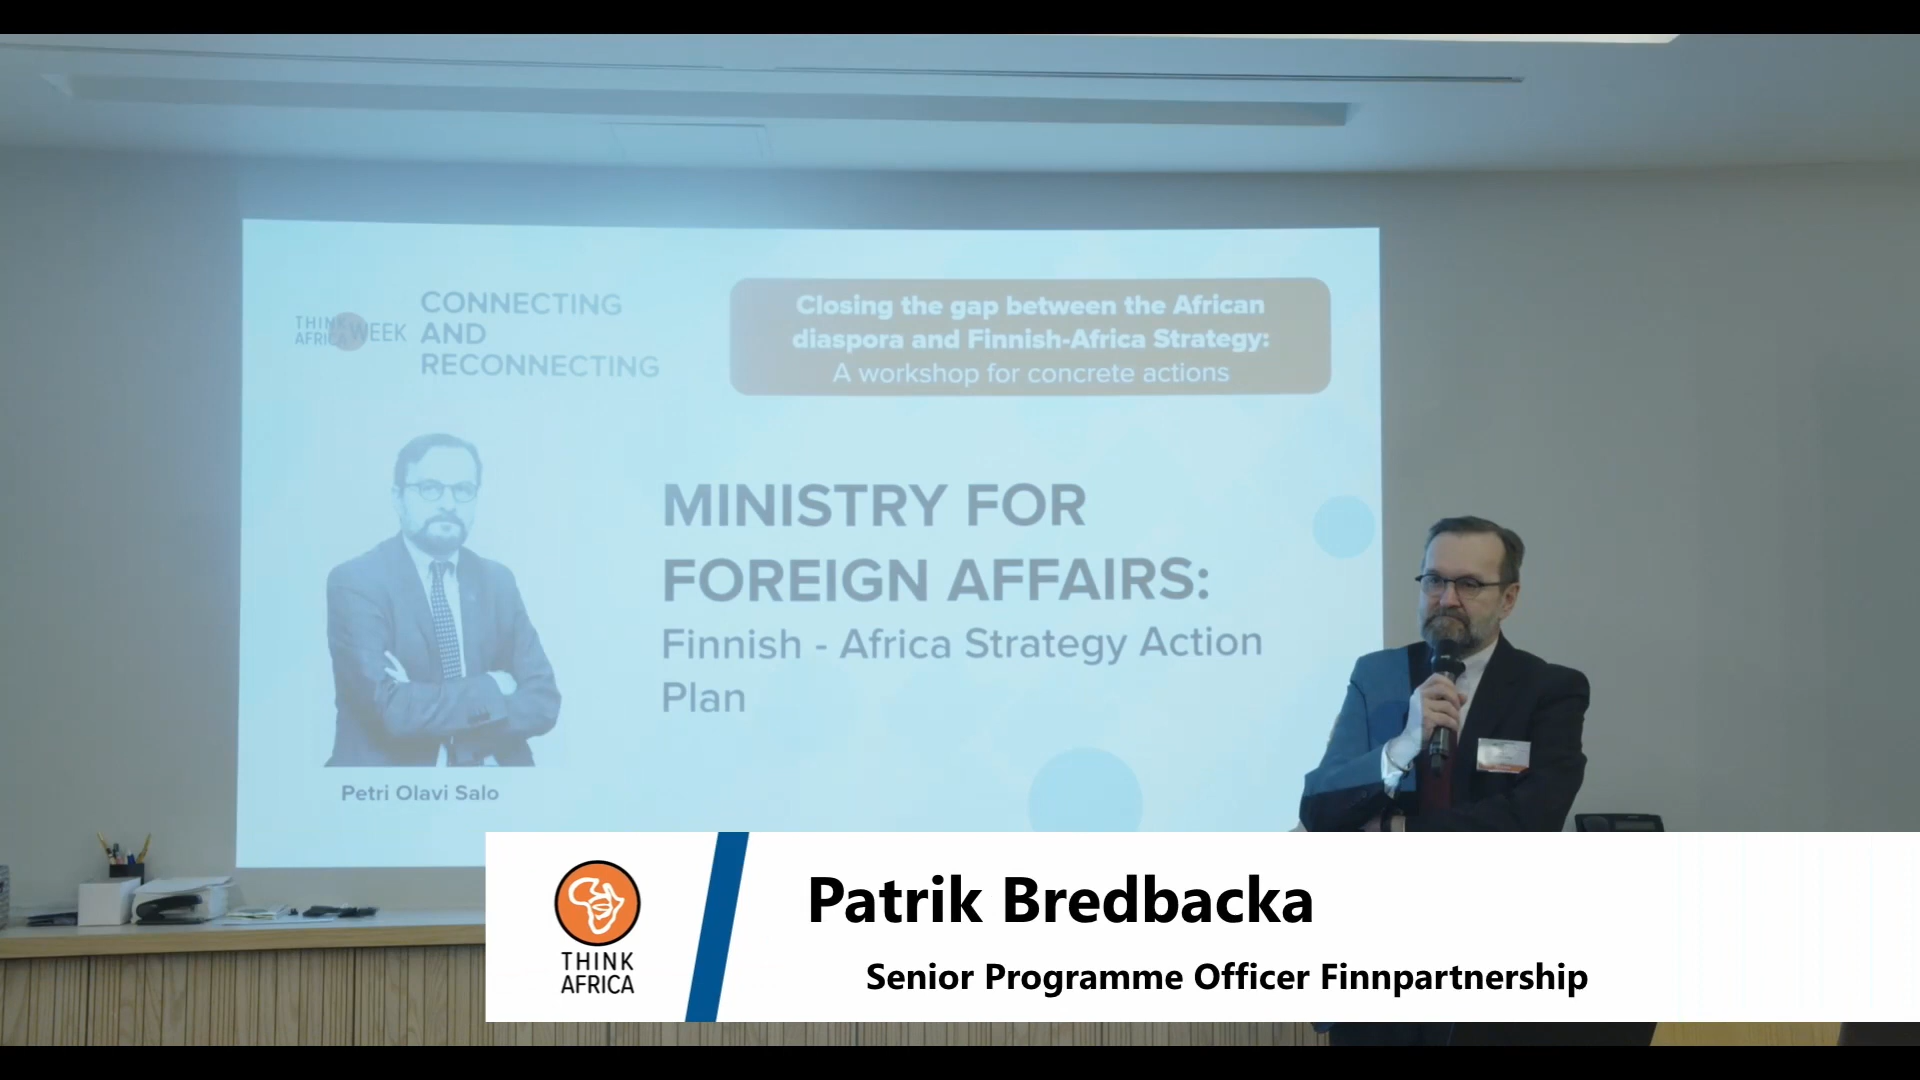 THINK
AFRICA WEEK
CONNECTING
AND
RECONNECTING
Closing the gap between the African
diaspora and Finnish-Africa Strategy:
A workshop for concrete actions
MINISTRY FOR
FOREIGN AFFAIRS:
Finnish - Africa Strategy Action
Plan
Petri Olavi Salo
THINK
AFRICA
Patrik Bredbacka
Senior Programme Officer Finnpartnership